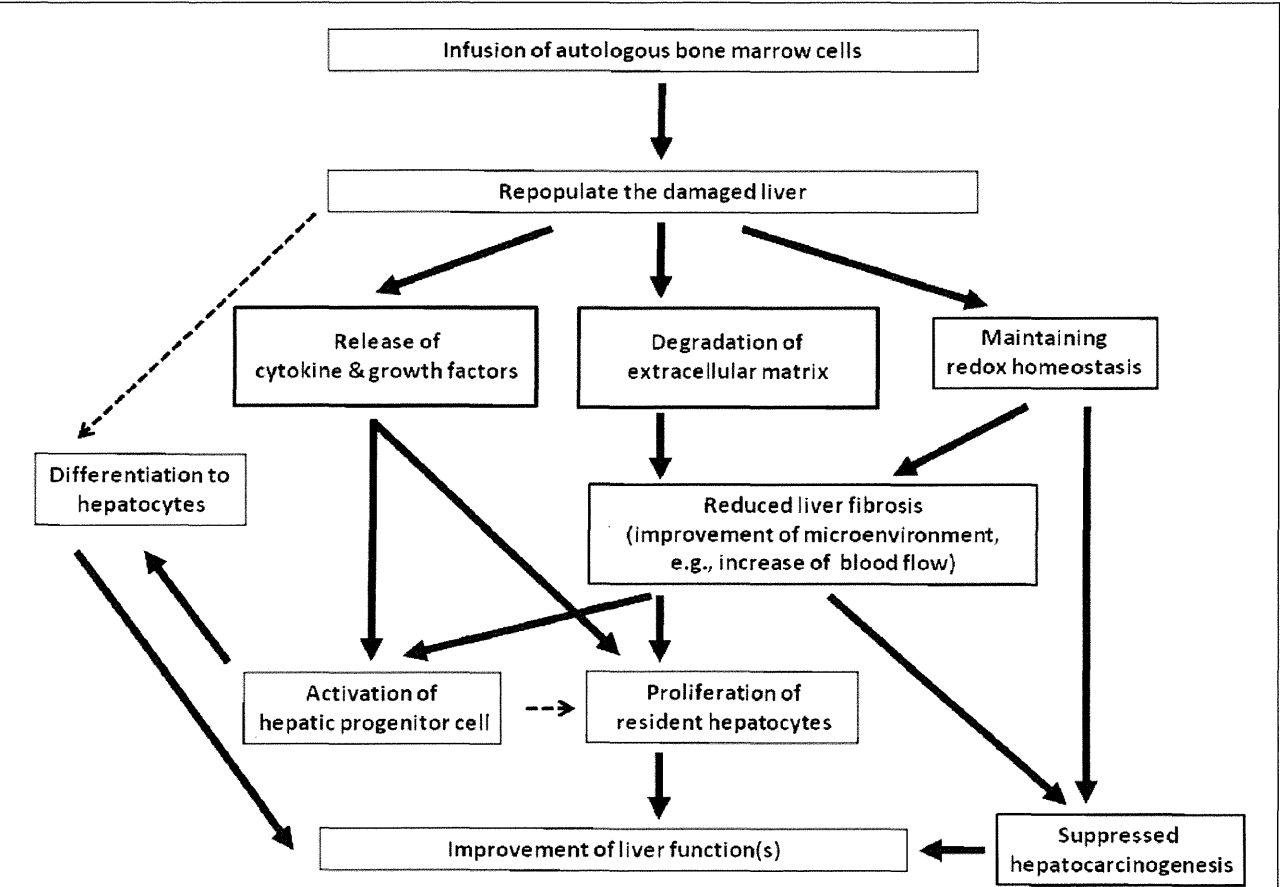 Infusion of autologous bone marrow cells
Repopulate the damaged liver
Release of
cytokine & growth factors
Degradation of
extracellular matrix
Maintaining
redox homeostasis
Differentiation to
hepatocytes
Reduced liver fibrosis
(improvement of microenvironment,
e.g., increase of blood flow)
Activation of
hepatic progenitor cell
Proliferation of
resident hepatocytes
Improvement of liver function(s)
Suppressed
hepatocarcinogenesis